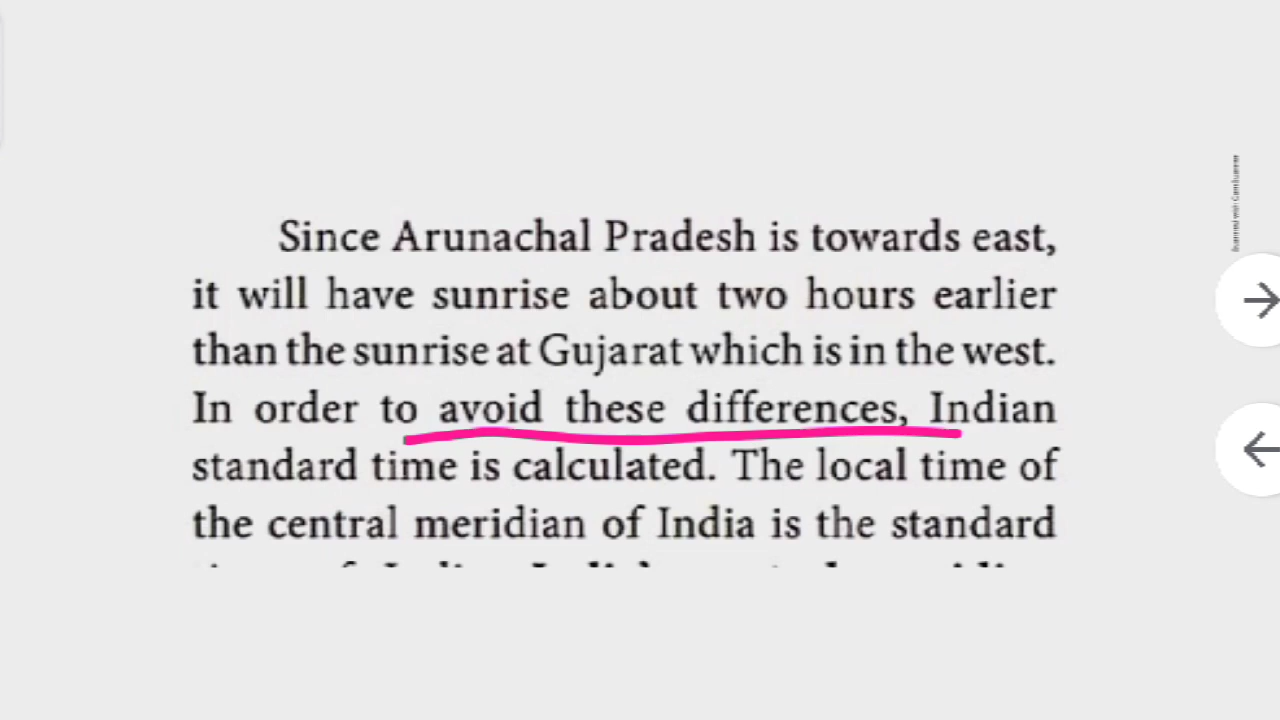 Since Arunachal Pradesh is towards east,
it will have sunrise about two hours earlier
than the sunrise at Gujarat which is in the west.
In order to avoid these differences, Indian
standard time is calculated. The local time of
the central meridian of India is the standard